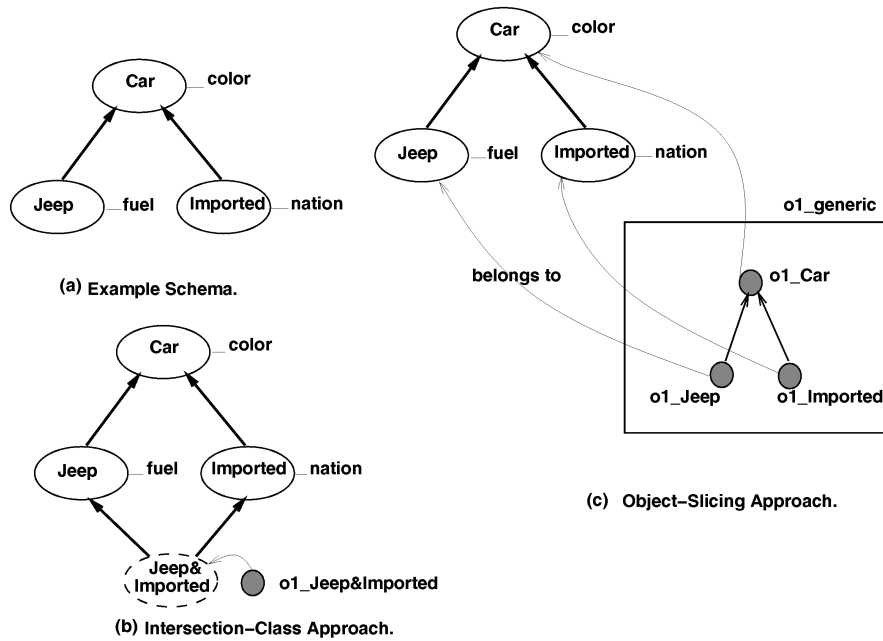 Car
color
Jeep
fuel
Imported
nation
(a) Example Schema.
Car
color
Jeep
fuel
Imported
nation
Jeep&
Imported
o1_Jeep&Imported
(b) Intersection−Class Approach.
Car
color
Jeep
fuel
Imported
nation
o1_generic
belongs to
o1_Car
o1_Jeep
o1_Imported
(c) Object−Slicing Approach.